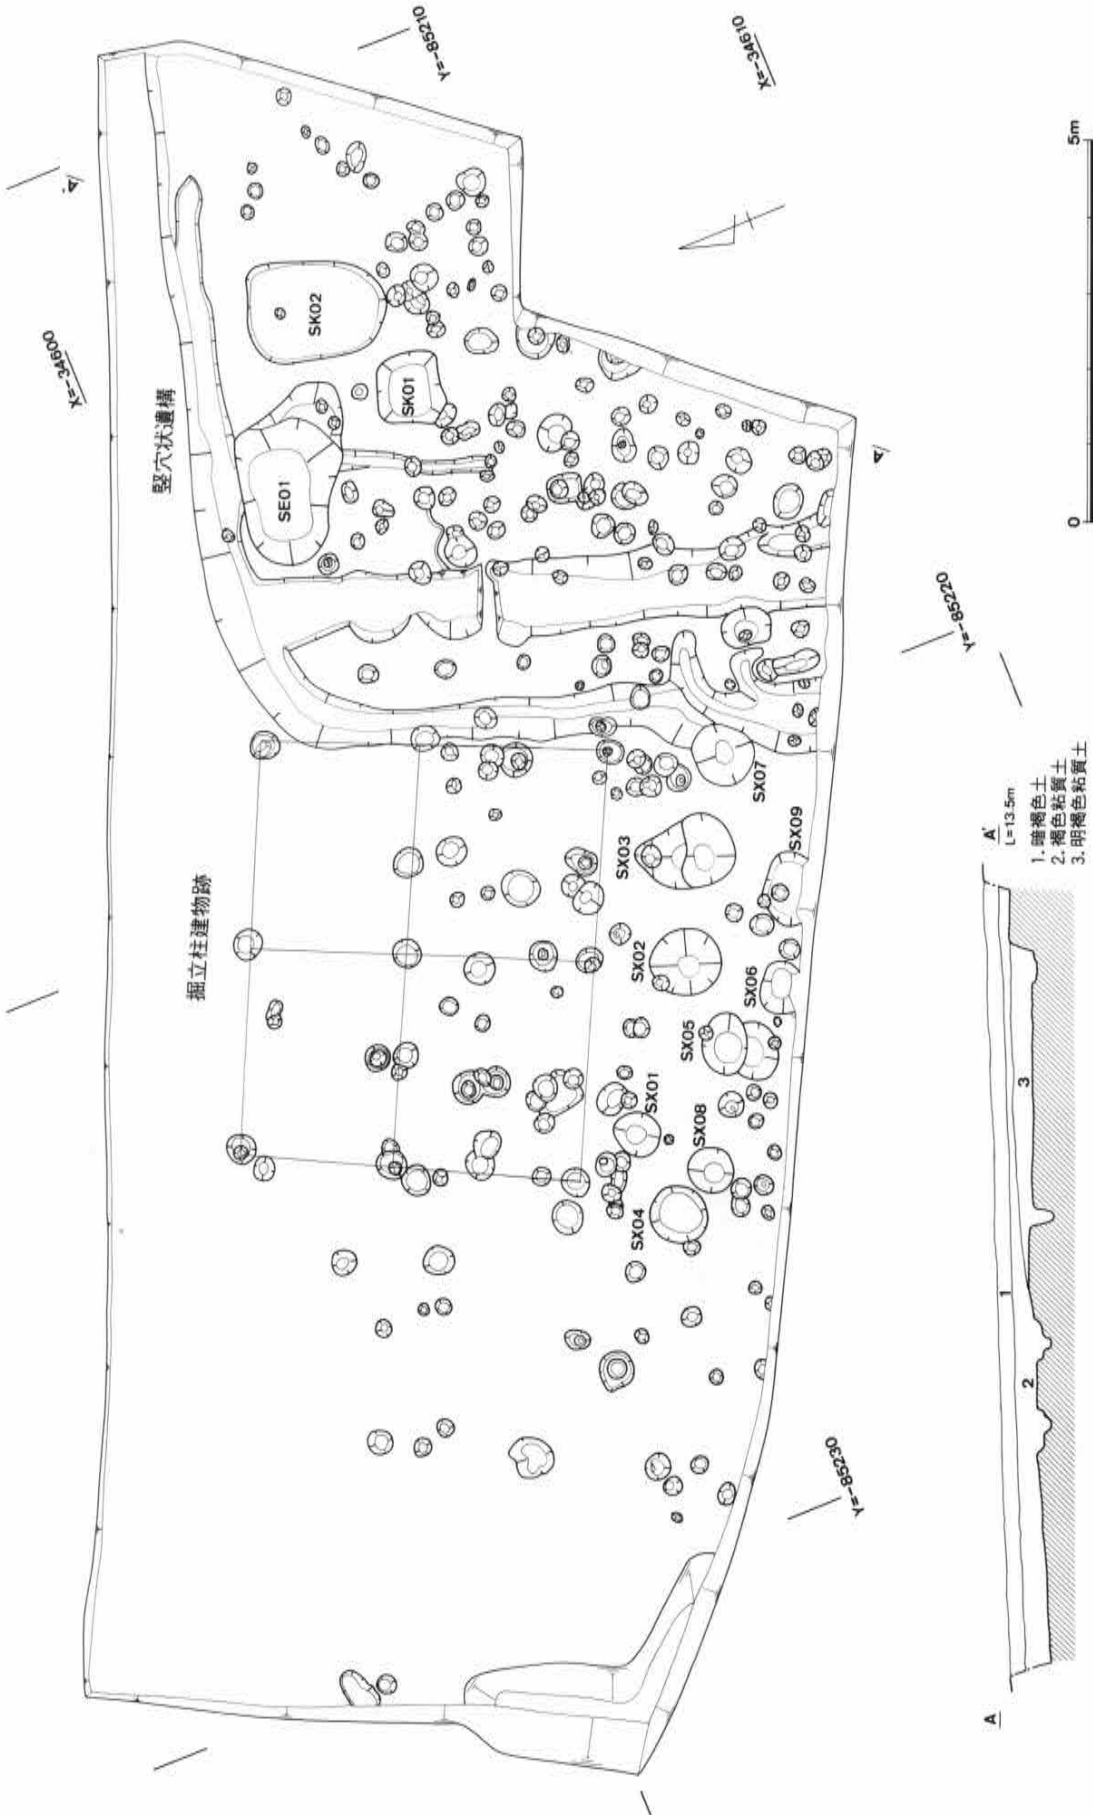 X=-34600
Y=-85210
X=-34610
竪穴状遺構
SK02
SK01
SE01
掘立柱建物跡
SX07
SX03
SX09
SX02
SX06
SX05
SX01
SX08
SX04
A
A'
Y=-85220
Y=-85230
0
5m
A
A'
L=13.5m
1
2
3
1. 暗褐色土
2. 褐色粘質土
3. 明褐色粘質土